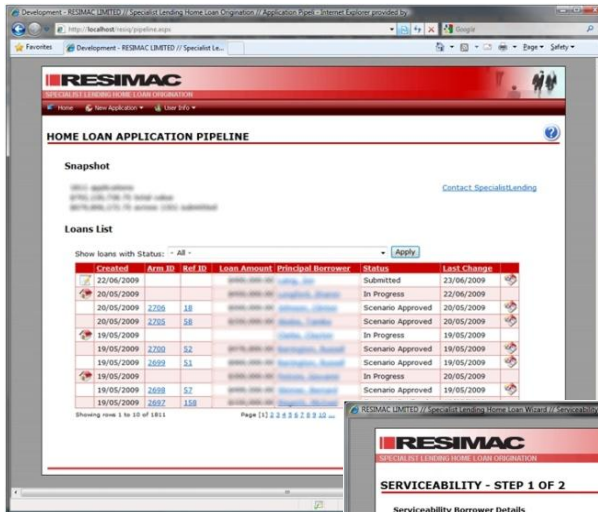 Development - RESIMAC LIMITED // Specialist Lending Home Loan Origination // Application Pipeli - Internet Explorer provided by
http://localhost/resiq/pipeline.aspx
Google
Favorites
Development - RESIMAC LIMITED // Specialist Le...
Page
Safety
RESIMAC
SPECIALIST LENDING HOME LOAN ORIGINATION
Home New Application User Info
HOME LOAN APPLICATION PIPELINE
Snapshot
Contact SpecialistLending
Loans List
Show loans with Status: - All - Apply
Created Arm ID Ref ID Loan Amount Principal Borrower Status Last Change
22/06/2009 Submitted 23/06/2009
20/05/2009 In Progress 22/06/2009
20/05/2009 2706 18 Scenario Approved 20/05/2009
20/05/2009 2705 58 Scenario Approved 20/05/2009
19/05/2009 In Progress 19/05/2009
19/05/2009 2700 52 Scenario Approved 19/05/2009
19/05/2009 2699 51 Scenario Approved 19/05/2009
19/05/2009 In Progress 20/05/2009
19/05/2009 2698 57 Scenario Approved 19/05/2009
19/05/2009 2697 158 Scenario Approved 19/05/2009
Showing rows 1 to 10 of 1811 Page [1] 2 3 4 5 6 7 8 9 10 ...
RESIMAC LIMITED // Specialist Lending Home Loan Wizard // Serviceability
RESIMAC
SPECIALIST LENDING HOME LOAN ORIGINATION
SERVICEABILITY - STEP 1 OF 2
Serviceability Borrower Details